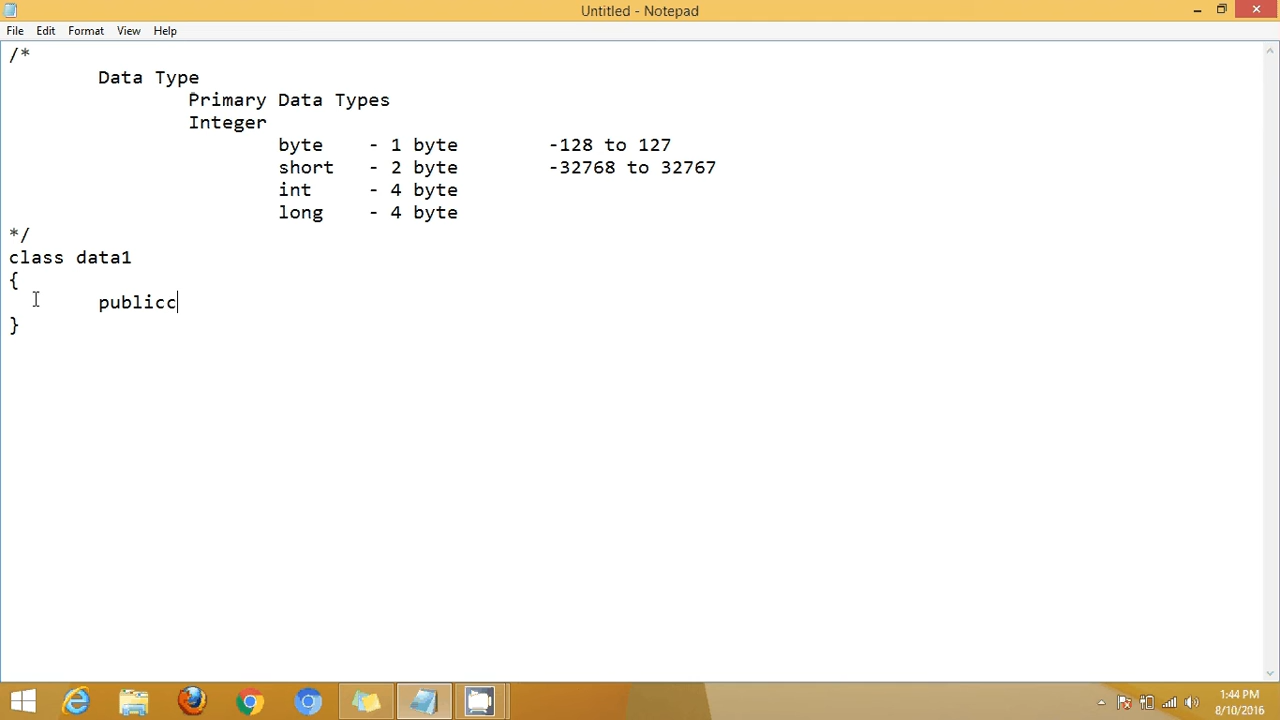 Untitled - Notepad
File Edit Format View Help
/*
Data Type
Primary Data Types
Integer
byte - 1 byte -128 to 127
short - 2 byte -32768 to 32767
int - 4 byte
long - 4 byte
*/
class data1
{
publicc
}
1:44 PM
8/10/2016